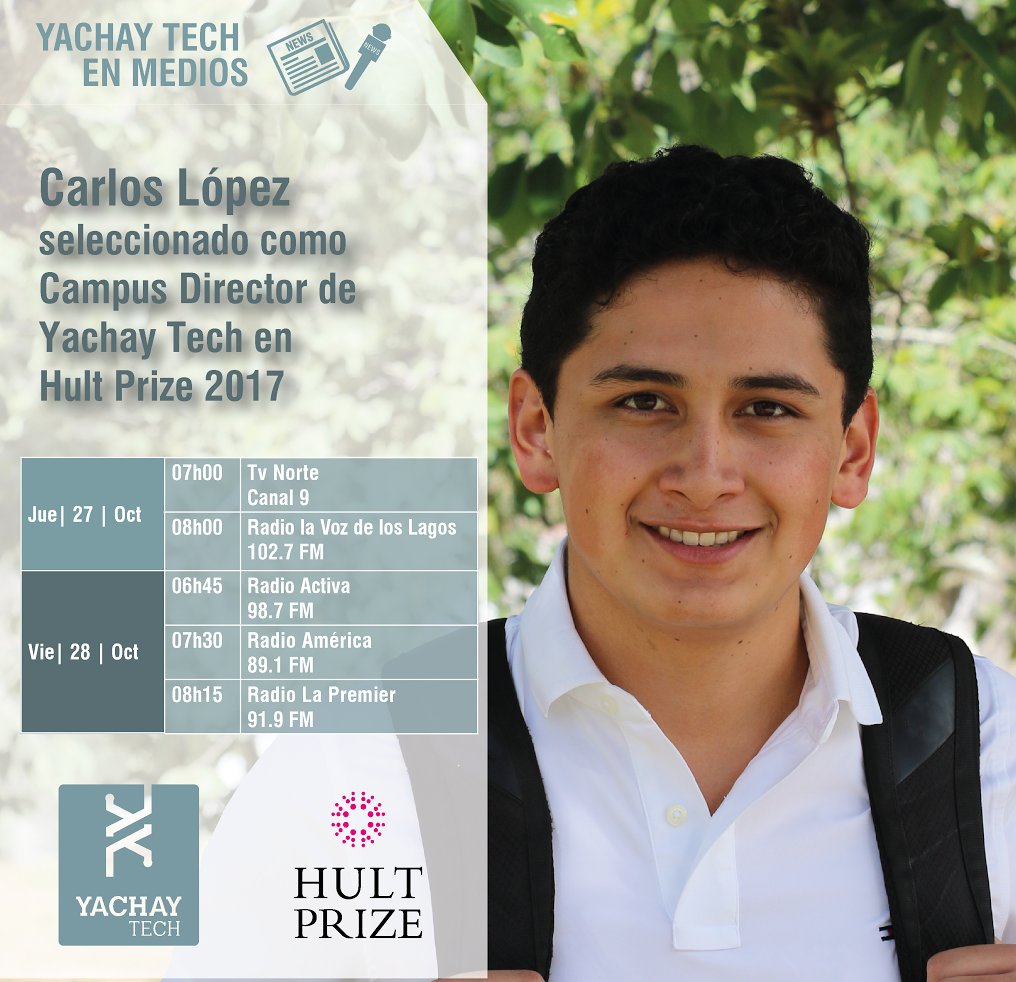 YACHAY TECH
EN MEDIOS
NEWS
NEWS
Carlos López
seleccionado como
Campus Director de
Yachay Tech en
Hult Prize 2017
Jue| 27 | Oct
07h00
Tv Norte
Canal 9
08h00
Radio la Voz de los Lagos
102.7 FM
Vie| 28 | Oct
06h45
Radio Activa
98.7 FM
07h30
Radio América
89.1 FM
08h15
Radio La Premier
91.9 FM
YACHAY
TECH
HULT
PRIZE